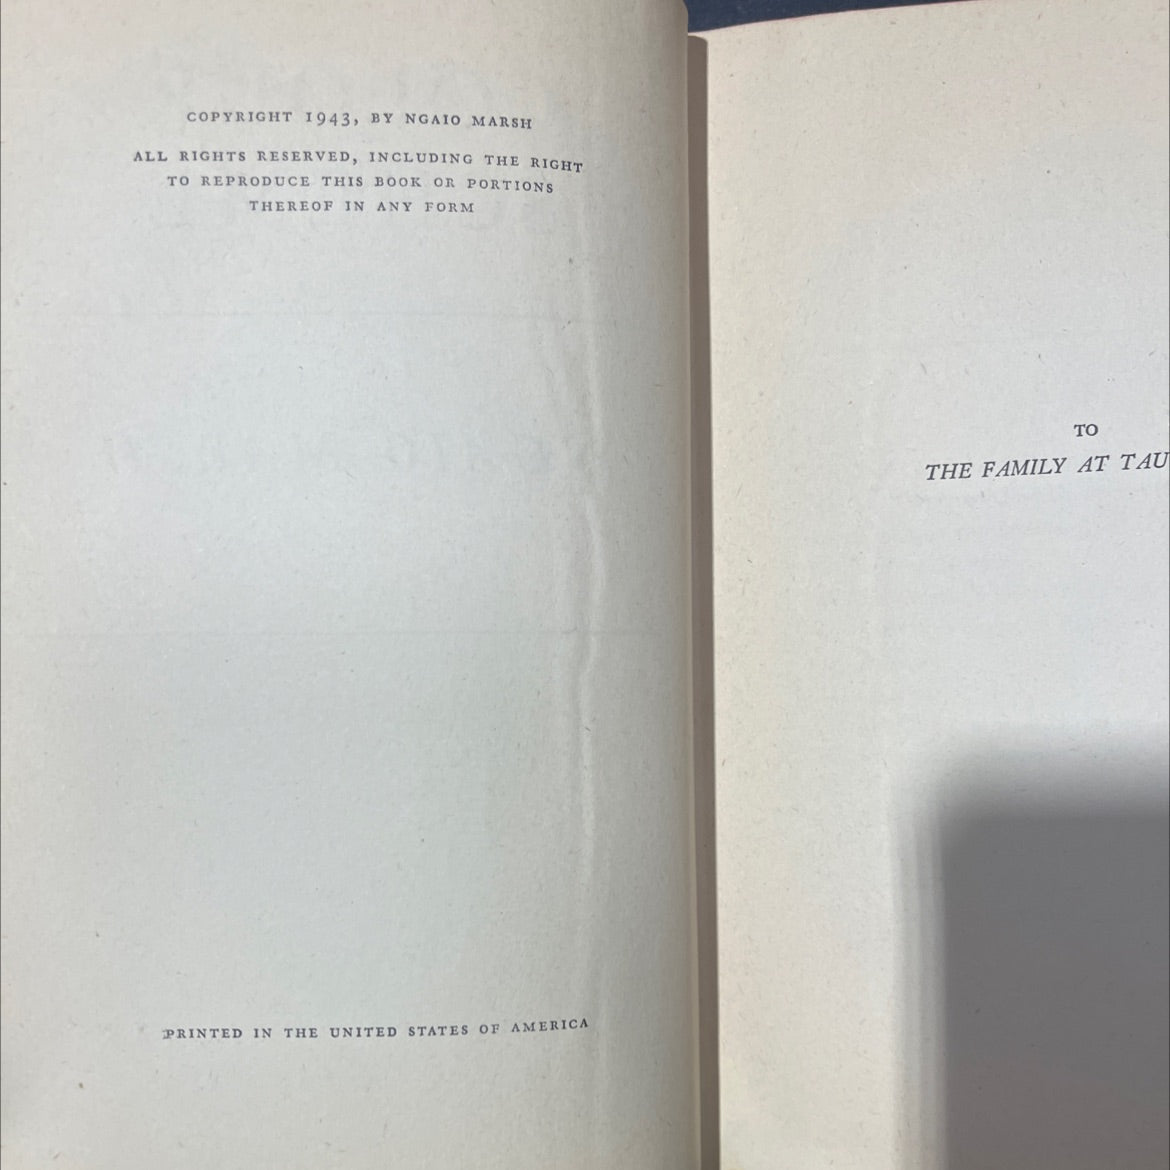 COPYRIGHT 1943, BY NGAIO MARSH
ALL RIGHTS RESERVED, INCLUDING THE RIGHT
TO REPRODUCE THIS BOOK OR PORTIONS
THEREOF IN ANY FORM
PRINTED IN THE UNITED STATES OF AMERICA
TO
THE FAMILY AT TAU